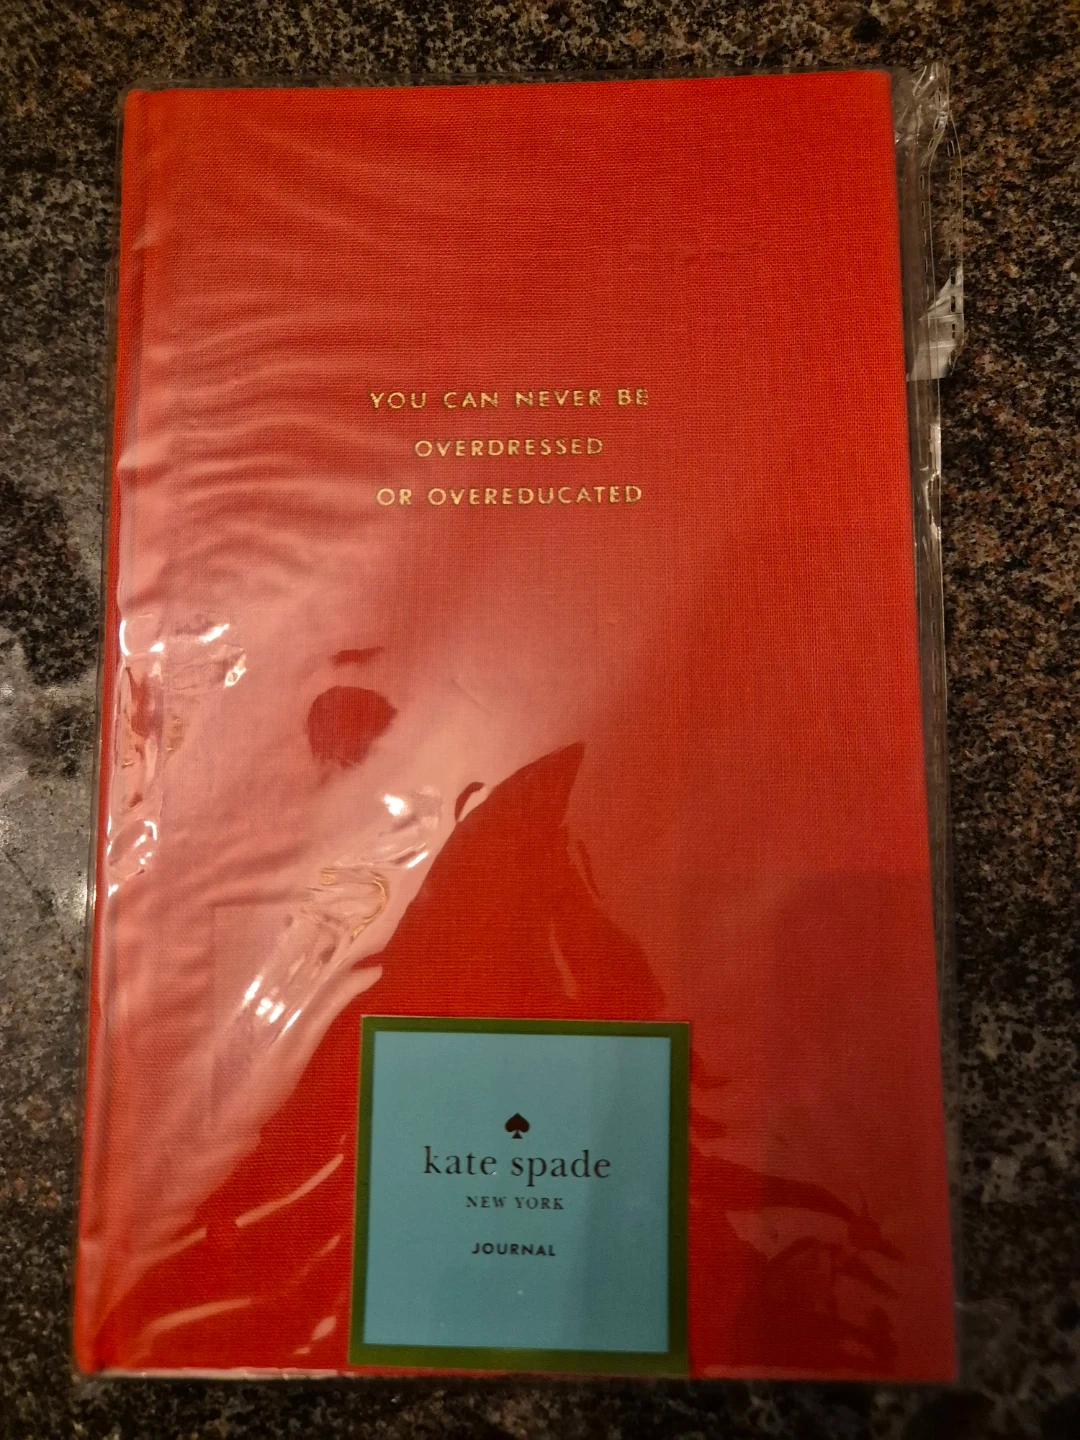 YOU CAN NEVER BE
OVERDRESSED
OR OVEREDUCATED
kate spade
NEW YORK
JOURNAL